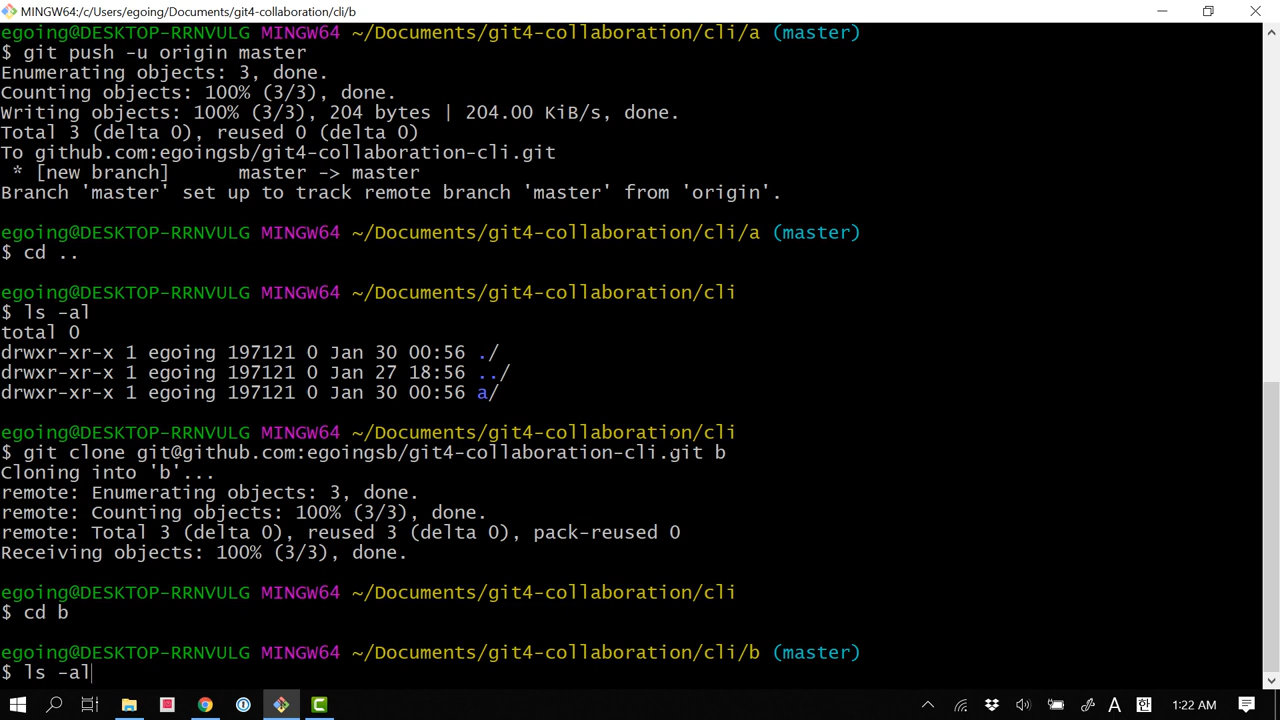 MINGW64:/c/Users/egoing/Documents/git4-collaboration/cli/b
egoing@DESKTOP-RRNVULG MINGW64 ~/Documents/git4-collaboration/cli/a (master)
$ git push -u origin master
Enumerating objects: 3, done.
Counting objects: 100% (3/3), done.
Writing objects: 100% (3/3), 204 bytes | 204.00 KiB/s, done.
Total 3 (delta 0), reused 0 (delta 0)
To github.com:egoingsb/git4-collaboration-cli.git
 * [new branch]      master -> master
Branch 'master' set up to track remote branch 'master' from 'origin'.
egoing@DESKTOP-RRNVULG MINGW64 ~/Documents/git4-collaboration/cli/a (master)
$ cd ..
egoing@DESKTOP-RRNVULG MINGW64 ~/Documents/git4-collaboration/cli
$ ls -al
total 0
drwxr-xr-x 1 egoing 197121 0 Jan 30 00:56 ./
drwxr-xr-x 1 egoing 197121 0 Jan 27 18:56 ../
drwxr-xr-x 1 egoing 197121 0 Jan 30 00:56 a/
egoing@DESKTOP-RRNVULG MINGW64 ~/Documents/git4-collaboration/cli
$ git clone git@github.com:egoingsb/git4-collaboration-cli.git b
Cloning into 'b'...
remote: Enumerating objects: 3, done.
remote: Counting objects: 100% (3/3), done.
remote: Total 3 (delta 0), reused 3 (delta 0), pack-reused 0
Receiving objects: 100% (3/3), done.
egoing@DESKTOP-RRNVULG MINGW64 ~/Documents/git4-collaboration/cli
$ cd b
egoing@DESKTOP-RRNVULG MINGW64 ~/Documents/git4-collaboration/cli/b (master)
$ ls -al
A 1:22 AM